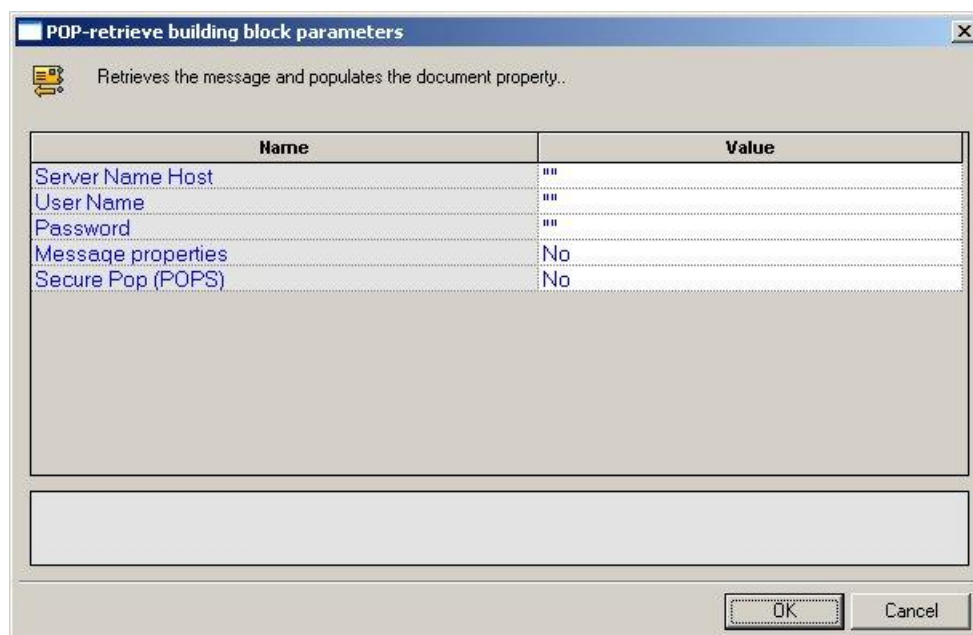 POP-retrieve building block parameters
Retrieves the message and populates the document property..
Name Value
Server Name Host ""
User Name ""
Password ""
Message properties No
Secure Pop (POPS) No
OK Cancel